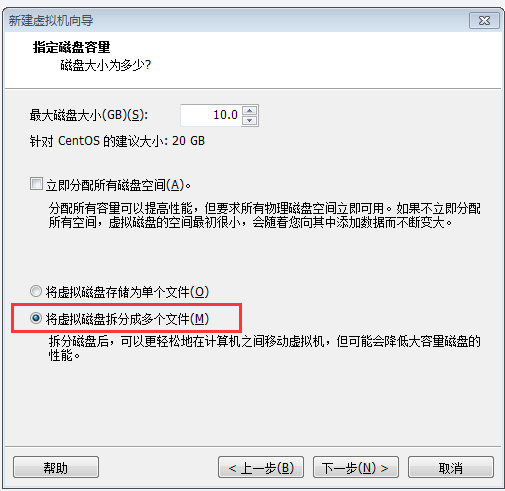 新建虚拟机向导
指定磁盘容量
磁盘大小为多少?
最大磁盘大小(GB)(S): 10.0
针对 CentOS 的建议大小: 20 GB
立即分配所有磁盘空间(A)。
分配所有容量可以提高性能，但要求所有物理磁盘空间立即可用。如果不立即分配
所有空间，虚拟磁盘的空间最初很小，会随着您向其中添加数据而不断变大。
将虚拟磁盘存储为单个文件(O)
将虚拟磁盘拆分成多个文件(M)
拆分磁盘后，可以更轻松地在计算机之间移动虚拟机，但可能会降低大容量磁盘的
性能。
帮助 < 上一步(B) 下一步(N) > 取消